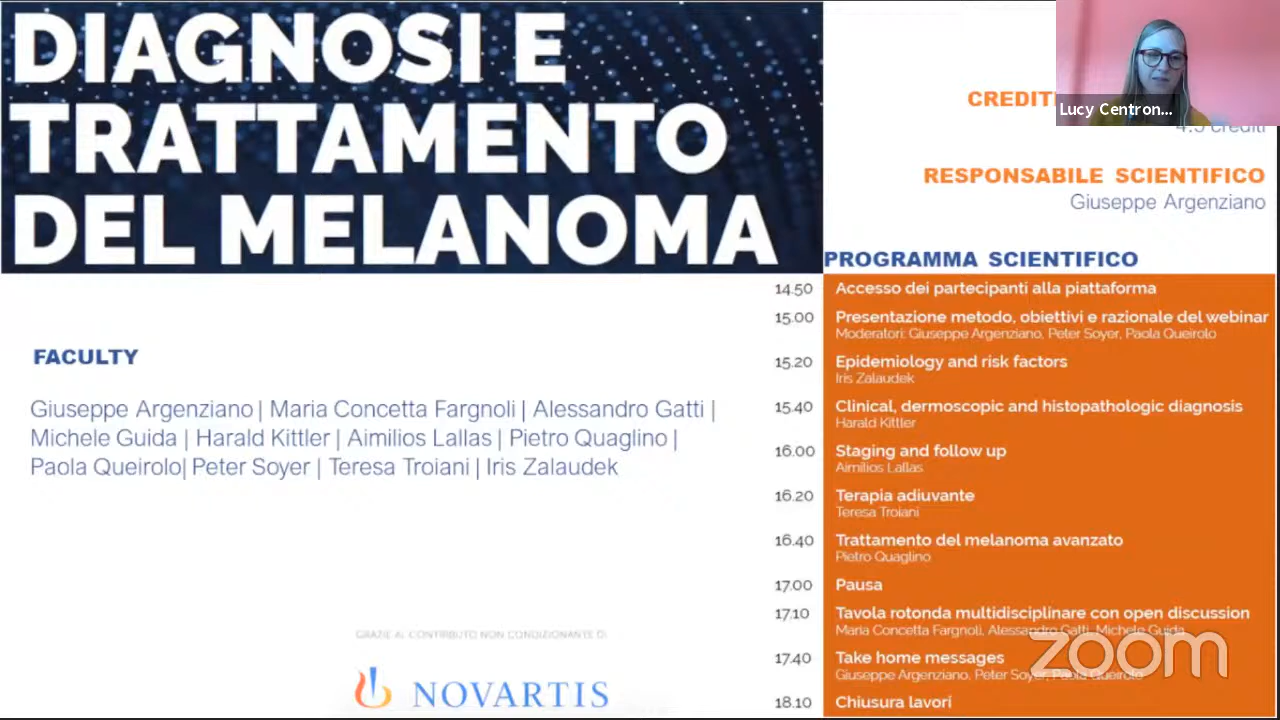 DIAGNOSI E
TRATTAMENTO
DEL MELANOMA
Lucy Centron...
4.5 crediti
RESPONSABILE SCIENTIFICO
Giuseppe Argenziano
PROGRAMMA SCIENTIFICO
FACULTY
Giuseppe Argenziano | Maria Concetta Fargnoli | Alessandro Gatti |
Michele Guida | Harald Kittler | Aimilios Lallas | Pietro Quaglino |
Paola Queirolo| Peter Soyer | Teresa Troiani | Iris Zalaudek
14.50 Accesso dei partecipanti alla piattaforma
15.00 Presentazione metodo, obiettivi e razionale del webinar
Moderatori: Giuseppe Argenziano, Peter Soyer, Paola Queirolo
15.20 Epidemiology and risk factors
Iris Zalaudek
15.40 Clinical, dermoscopic and histopathologic diagnosis
Harald Kittler
16.00 Staging and follow up
Aimilios Lallas
16.20 Terapia adiuvante
Teresa Troiani
16.40 Trattamento del melanoma avanzato
Pietro Quaglino
17.00 Pausa
17.10 Tavola rotonda multidisciplinare con open discussion
Maria Concetta Fargnoli, Alessandro Gatti, Michele Guida
17.40 Take home messages
Giuseppe Argenziano, Peter Soyer, Paola Queirolo
18.10 Chiusura lavori
GRAZIE AL CONTRIBUTO NON CONDIZIONANTE DI
NOVARTIS
zoom